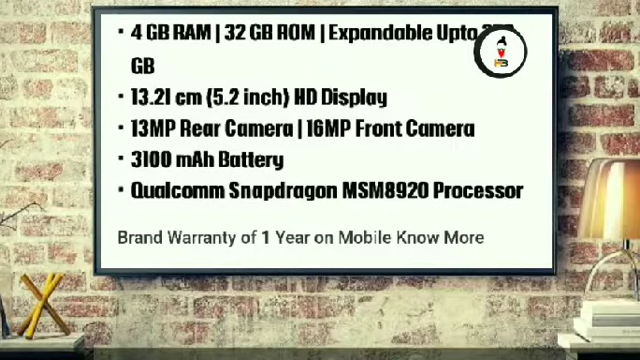 • 4 GB RAM | 32 GB ROM | Expandable Upto
GB
• 13.21 cm (5.2 inch) HD Display
• 13MP Rear Camera | 16MP Front Camera
• 3100 mAh Battery
• Qualcomm Snapdragon MSM8920 Processor
Brand Warranty of 1 Year on Mobile Know More